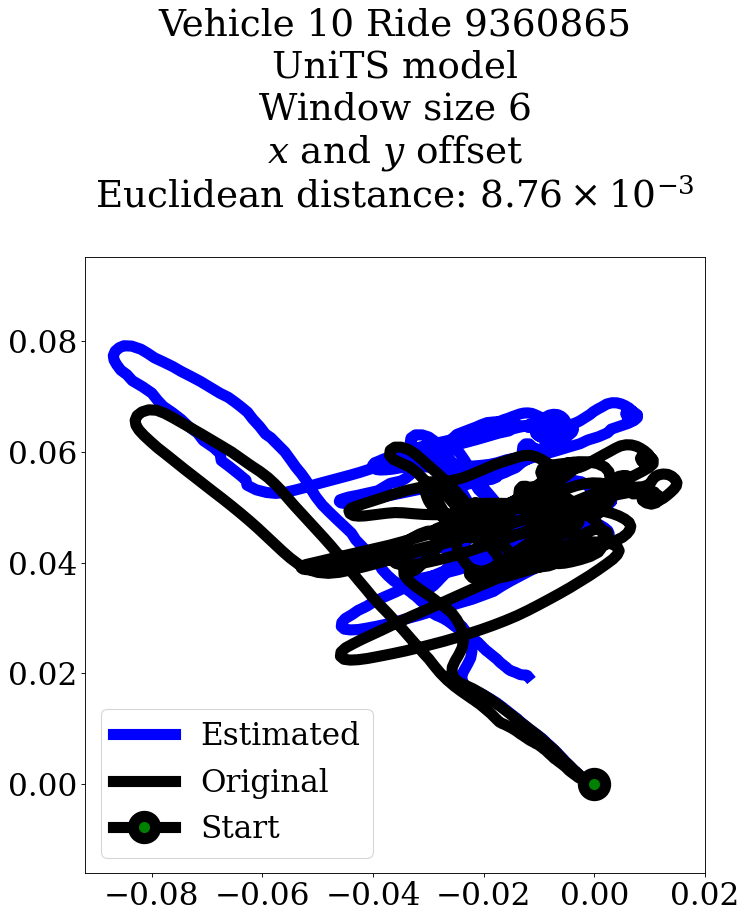 Vehicle 10 Ride 9360865
UniTS model
Window size 6
x and y offset
Euclidean distance: 8.76 × 10⁻³
0.08
0.06
0.04
0.02
0.00
Estimated
Original
Start
−0.08 −0.06 −0.04 −0.02 0.00 0.02